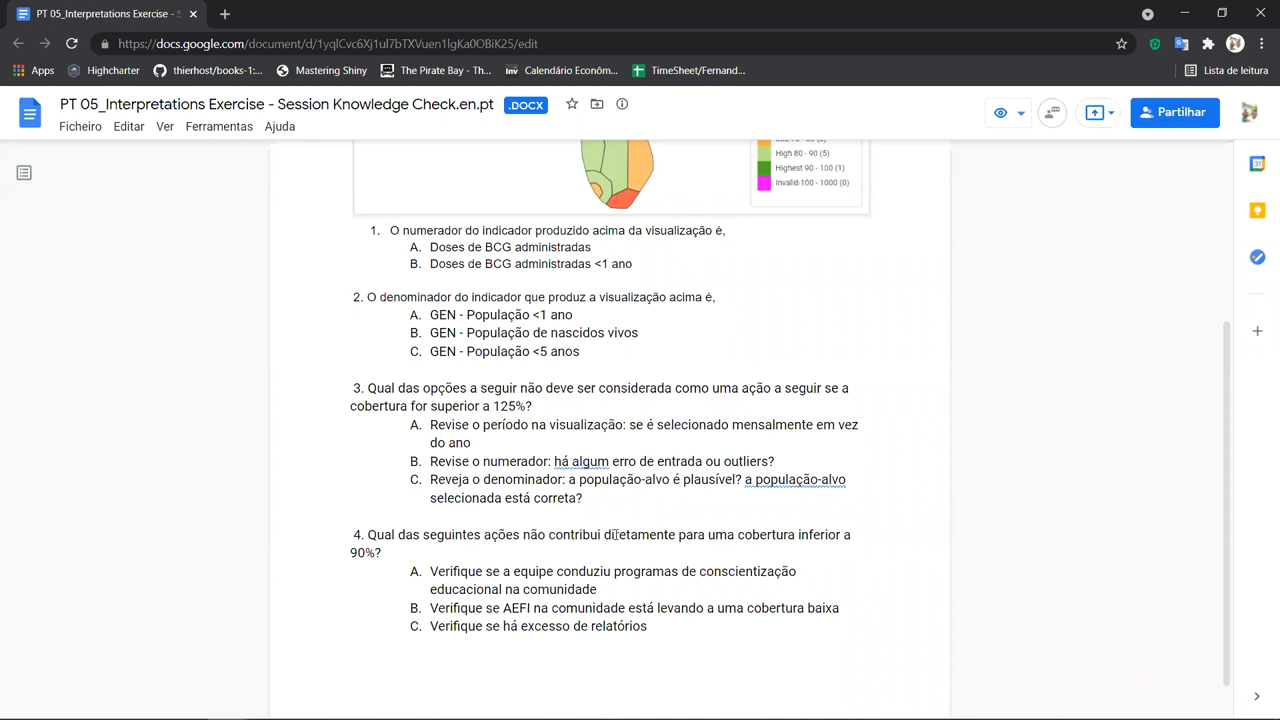 PT 05_Interpretations Exercise - S
https://docs.google.com/document/d/1yqlCvc6Xj1ul7bTXVuen1lgKa0OBiK25/edit
Apps
Highcharter
thierhost/books-1:...
Mastering Shiny
The Pirate Bay - Th...
Calendário Econôm...
TimeSheet/Fernand...
Lista de leitura
PT 05_Interpretations Exercise - Session Knowledge Check.en.pt .DOCX
Partilhar
Ficheiro Editar Ver Ferramentas Ajuda
High 80 - 90 (5)
Highest 90 - 100 (1)
Invalid 100 - 1000 (0)
1. O numerador do indicador produzido acima da visualização é,
A. Doses de BCG administradas
B. Doses de BCG administradas <1 ano
2. O denominador do indicador que produz a visualização acima é,
A. GEN - População <1 ano
B. GEN - População de nascidos vivos
C. GEN - População <5 anos
3. Qual das opções a seguir não deve ser considerada como uma ação a seguir se a
cobertura for superior a 125%?
A. Revise o período na visualização: se é selecionado mensalmente em vez
do ano
B. Revise o numerador: há algum erro de entrada ou outliers?
C. Reveja o denominador: a população-alvo é plausível? a população-alvo
selecionada está correta?
4. Qual das seguintes ações não contribui diretamente para uma cobertura inferior a
90%?
A. Verifique se a equipe conduziu programas de conscientização
educacional na comunidade
B. Verifique se AEFI na comunidade está levando a uma cobertura baixa
C. Verifique se há excesso de relatórios